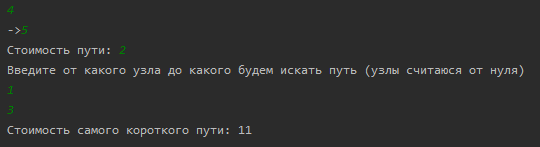 4
->5
Стоимость пути: 2
Введите от какого узла до какого будем искать путь (узлы считаюся от нуля)
1
3
Стоимость самого короткого пути: 11